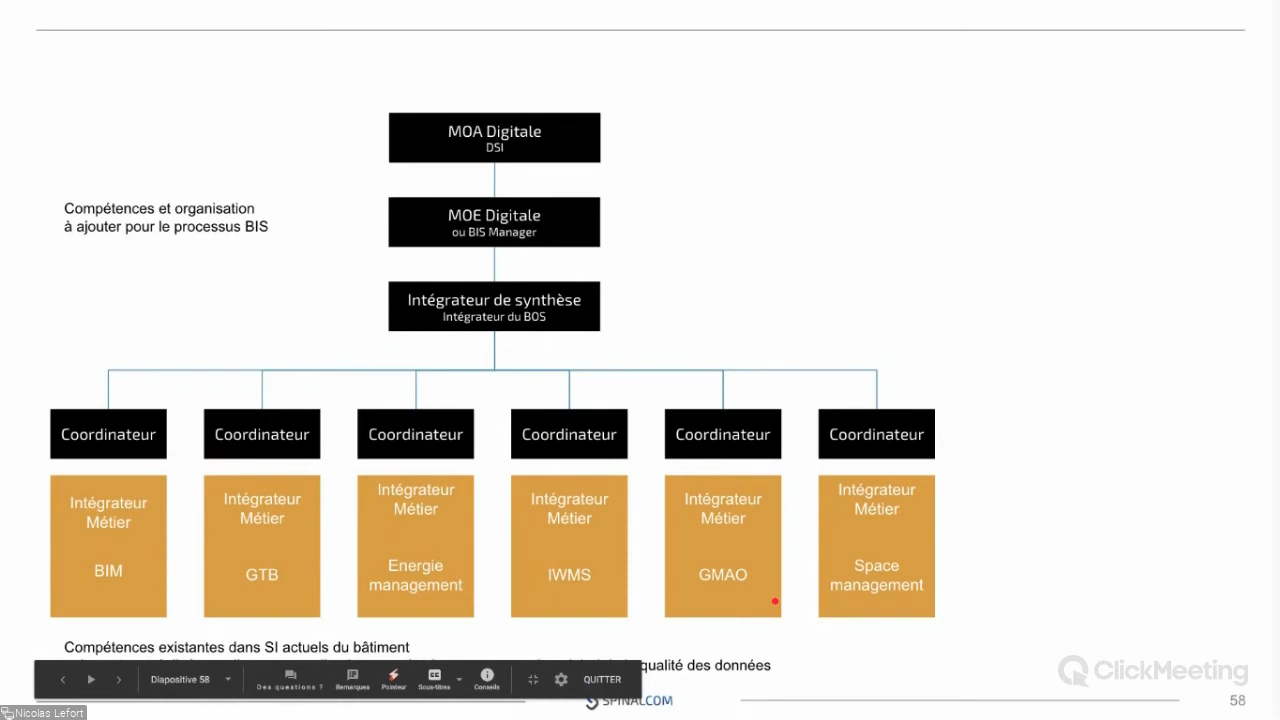 MOA Digitale
DSI
Compétences et organisation
à ajouter pour le processus BIS
MOE Digitale
ou BIS Manager
Intégrateur de synthèse
Intégrateur du BOS
Coordinateur
Coordinateur
Coordinateur
Coordinateur
Coordinateur
Coordinateur
Intégrateur
Métier
BIM
Intégrateur
Métier
GTB
Intégrateur
Métier
Energie
management
Intégrateur
Métier
IWMS
Intégrateur
Métier
GMAO
Intégrateur
Métier
Space
management
Compétences existantes dans SI actuels du bâtiment
qualité des données
Diapositive 58
Des questions ?
Remarques
Pointeur
Sous-titres
Conseils
QUITTER
ClickMeeting
SPINALCOM
58
Nicolas Lefort